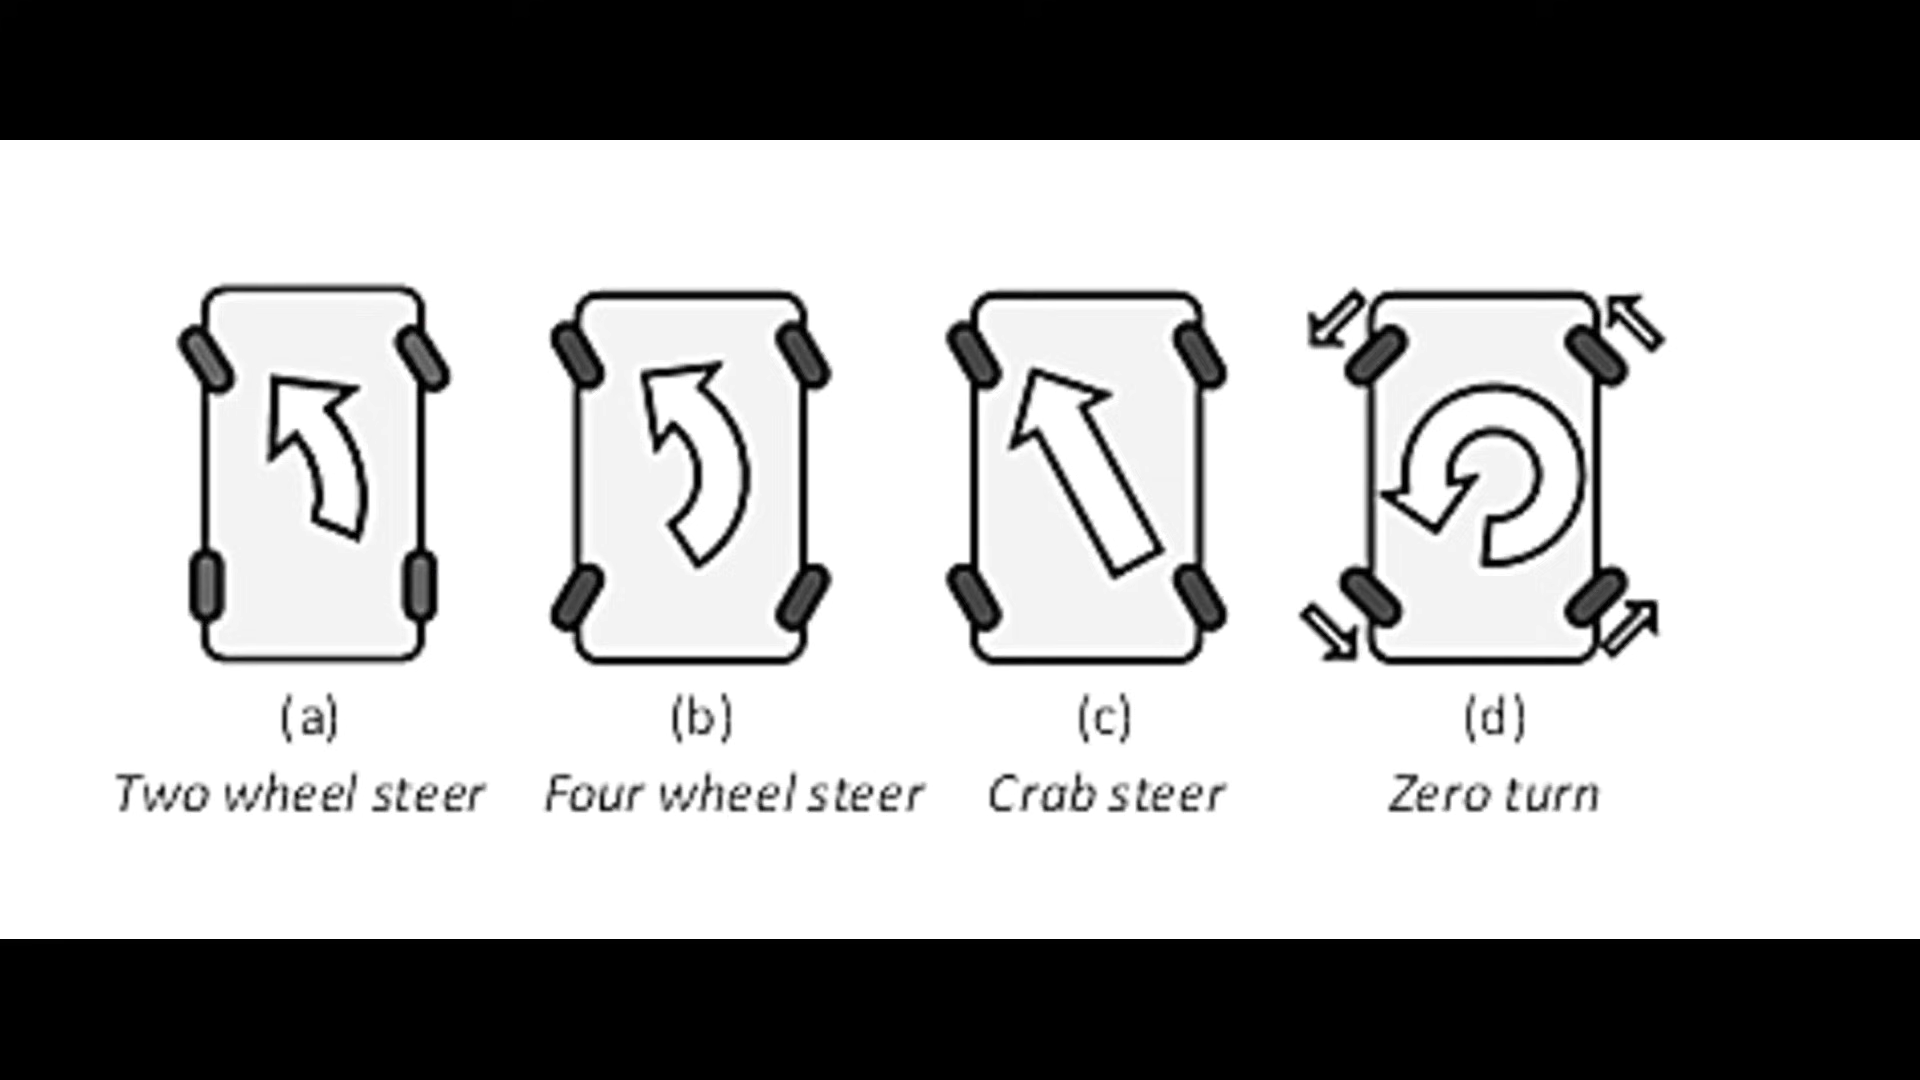 (a) (b) (c) (d)
Two wheel steer Four wheel steer Crab steer Zero turn